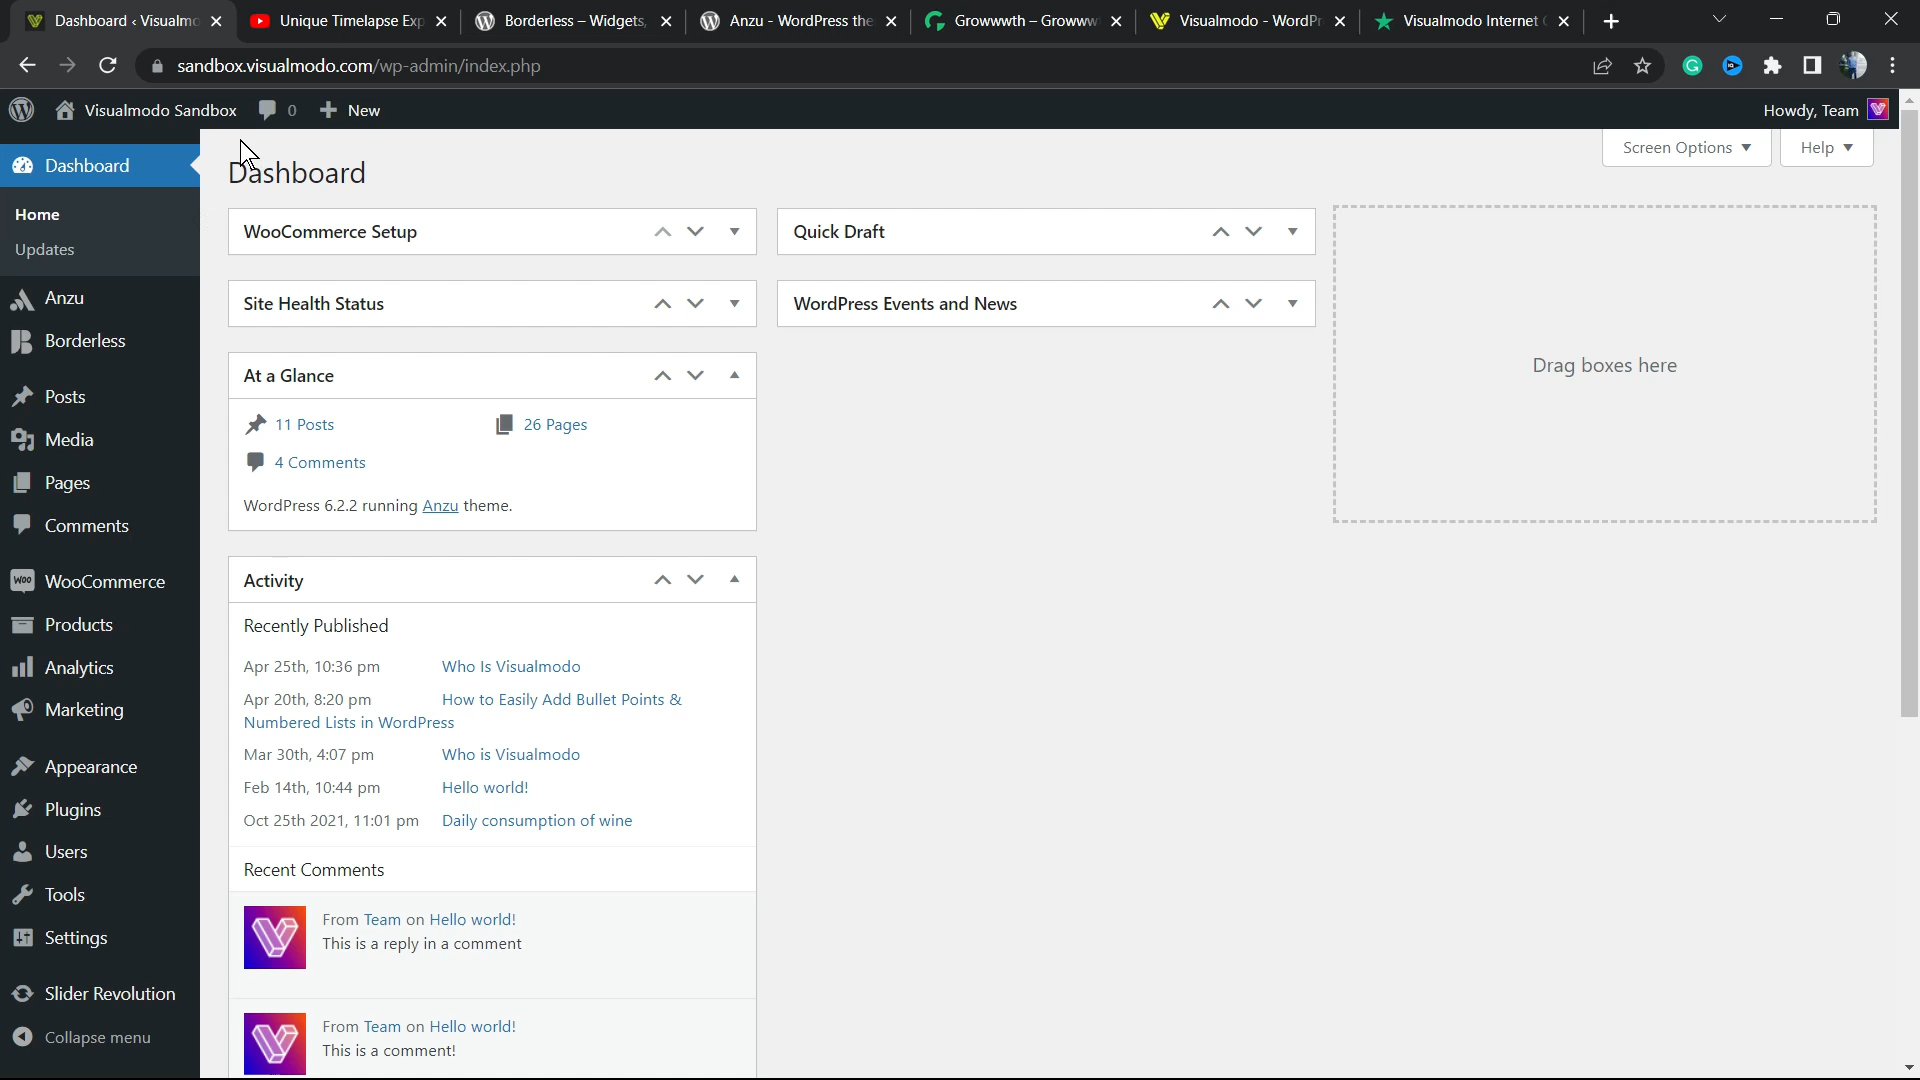 Dashboard ‹ Visualmo
Unique Timelapse Exp
Borderless – Widgets,
Anzu - WordPress the
Growwwth – Growww
Visualmodo - WordPr
Visualmodo Internet
sandbox.visualmodo.com/wp-admin/index.php
Visualmodo Sandbox
0
New
Howdy, Team
Dashboard
Home
Updates
Anzu
Borderless
Posts
Media
Pages
Comments
WooCommerce
Products
Analytics
Marketing
Appearance
Plugins
Users
Tools
Settings
Slider Revolution
Collapse menu
Dashboard
Screen Options
Help
WooCommerce Setup
Site Health Status
At a Glance
11 Posts
26 Pages
4 Comments
WordPress 6.2.2 running Anzu theme.
Activity
Recently Published
Apr 25th, 10:36 pm Who Is Visualmodo
Apr 20th, 8:20 pm How to Easily Add Bullet Points &
Numbered Lists in WordPress
Mar 30th, 4:07 pm Who is Visualmodo
Feb 14th, 10:44 pm Hello world!
Oct 25th 2021, 11:01 pm Daily consumption of wine
Recent Comments
From Team on Hello world!
This is a reply in a comment
From Team on Hello world!
This is a comment!
Quick Draft
WordPress Events and News
Drag boxes here